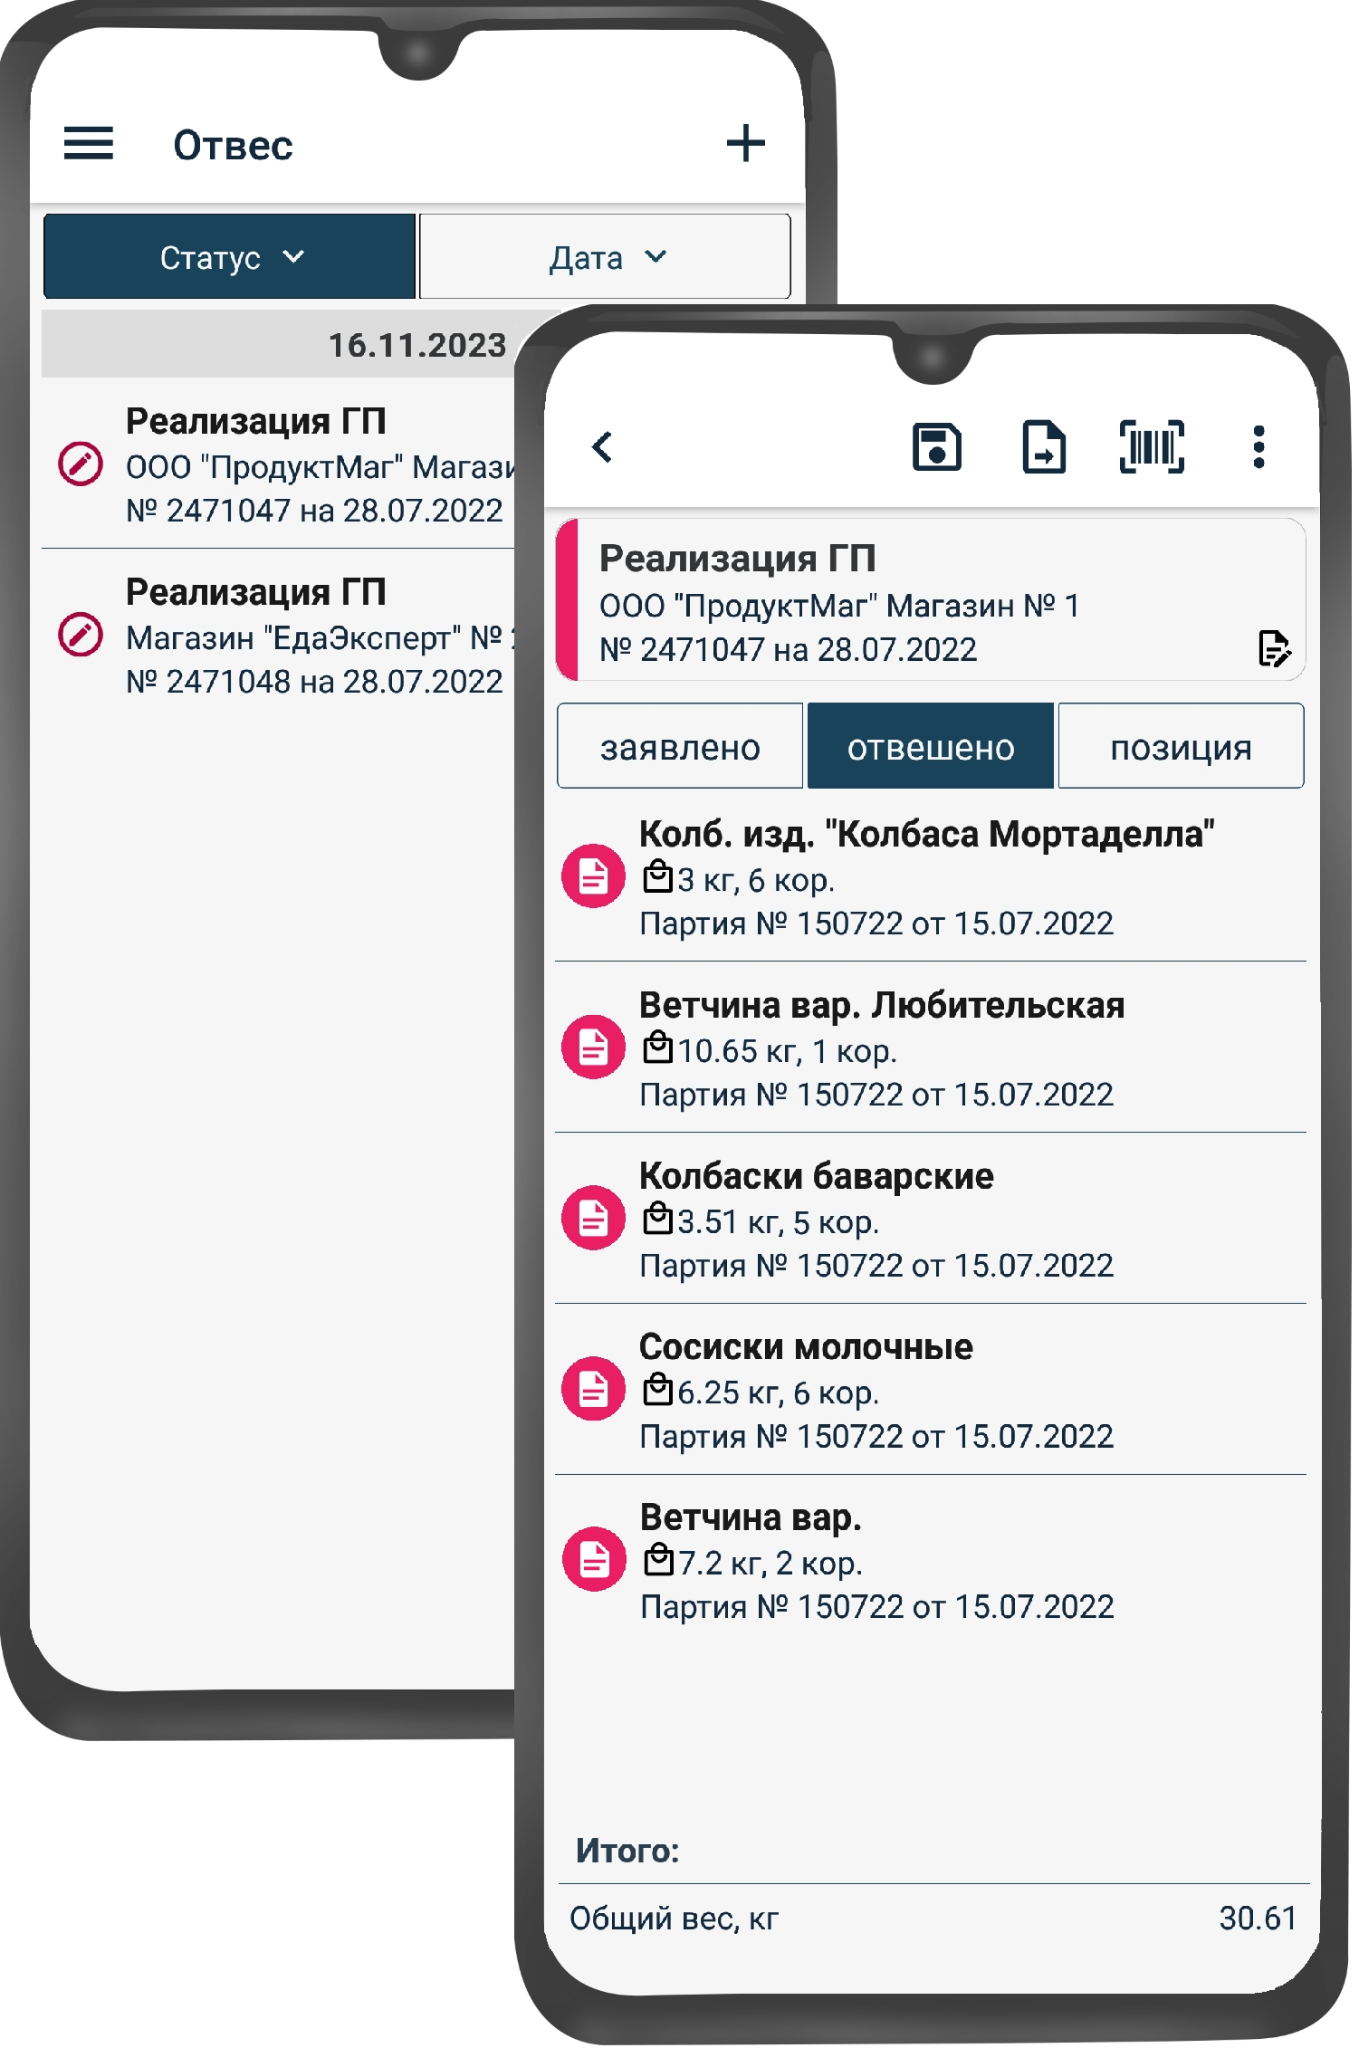 Отвес
Статус
Дата
16.11.2023
Реализация ГП
ООО "ПродуктМаг"
№ 2471047 на 28.07.2022
Реализация ГП
Магазин "ЕдаЭксперт" №
№ 2471048 на 28.07.2022
Реализация ГП
ООО "ПродуктМаг" Магазин № 1
№ 2471047 на 28.07.2022
заявлено
отвешено
позиция
Колб. изд. "Колбаса Мортаделла"
3 кг, 6 кор.
Партия № 150722 от 15.07.2022
Ветчина вар. Любительская
10.65 кг, 1 кор.
Партия № 150722 от 15.07.2022
Колбаски баварские
3.51 кг, 5 кор.
Партия № 150722 от 15.07.2022
Сосиски молочные
6.25 кг, 6 кор.
Партия № 150722 от 15.07.2022
Ветчина вар.
7.2 кг, 2 кор.
Партия № 150722 от 15.07.2022
Итого:
Общий вес, кг 30.61